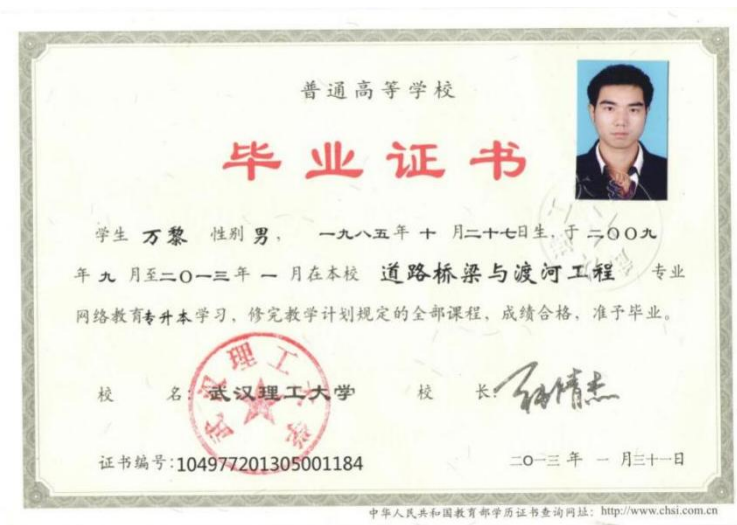 普通高等学校
毕业证书
学生 万黎 性别 男, 一九八五年 十 月二十七日生,于 二〇〇九
年 九 月至二〇一三年 一 月在本校 道路桥梁与渡河工程 专业
网络教育专升本学习,修完教学计划规定的全部课程,成绩合格,准予毕业。
校 名:武汉理工大学 校 长:
武汉理工大学
证书编号:104977201305001184 二〇一三 年 一 月三十一日
中华人民共和国教育部学历证书查询网址:http://www.chsi.com.cn